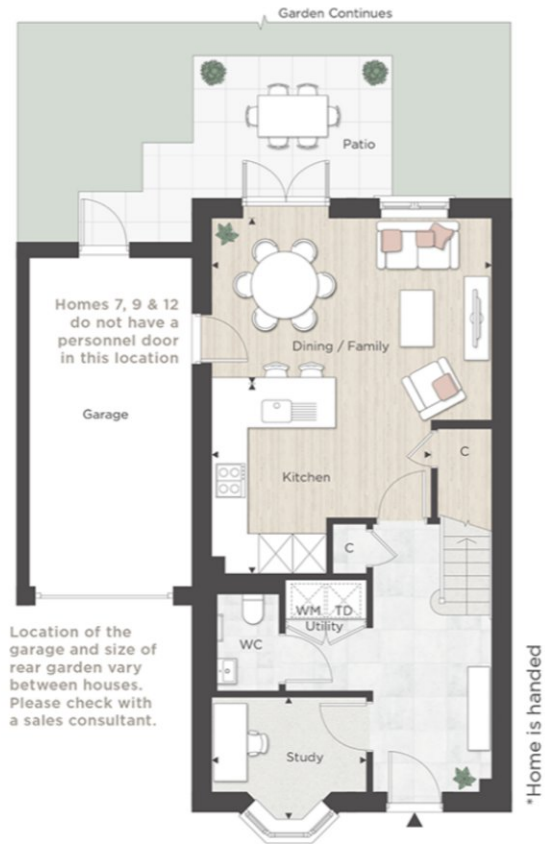 Garden Continues
Patio
Homes 7, 9 & 12
do not have a
personnel door
in this location
Dining / Family
Garage
C
Kitchen
C
WM TD
Utility
WC
Location of the
garage and size of
rear garden vary
between houses.
Please check with
a sales consultant.
Study
*Home is handed